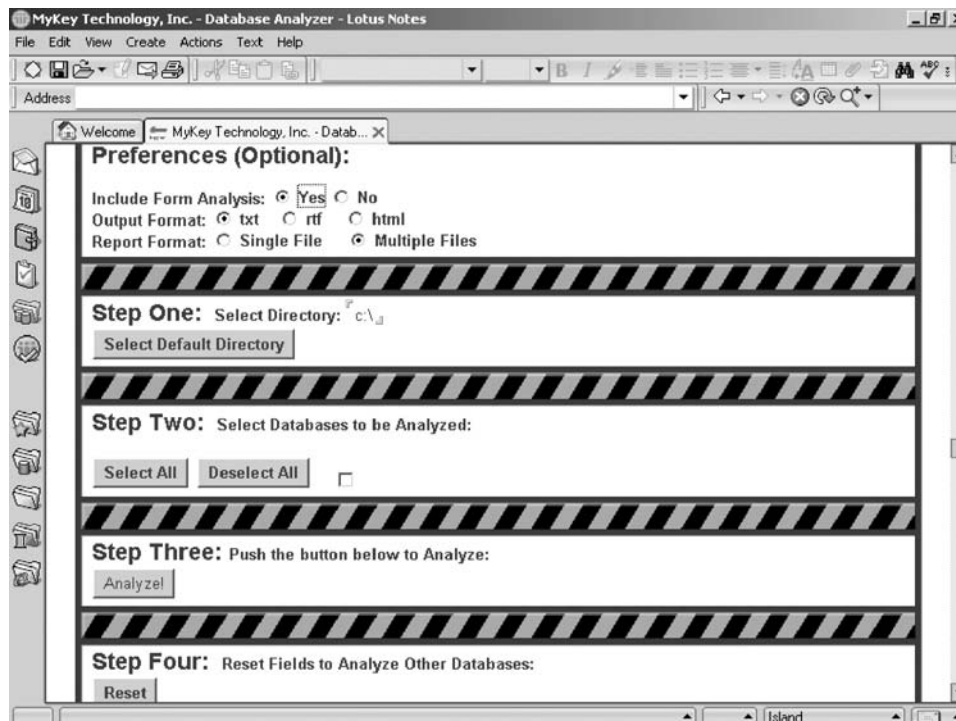 MyKey Technology, Inc. - Database Analyzer - Lotus Notes
File Edit View Create Actions Text Help
B I A ABC
Address
Welcome MyKey Technology, Inc. - Datab...
18
Preferences (Optional):
Include Form Analysis: Yes No
Output Format: txt rtf html
Report Format: Single File Multiple Files
Step One: Select Directory: c:\
Select Default Directory
Step Two: Select Databases to be Analyzed:
Select All Deselect All
Step Three: Push the button below to Analyze:
Analyze!
Step Four: Reset Fields to Analyze Other Databases:
Reset
Island